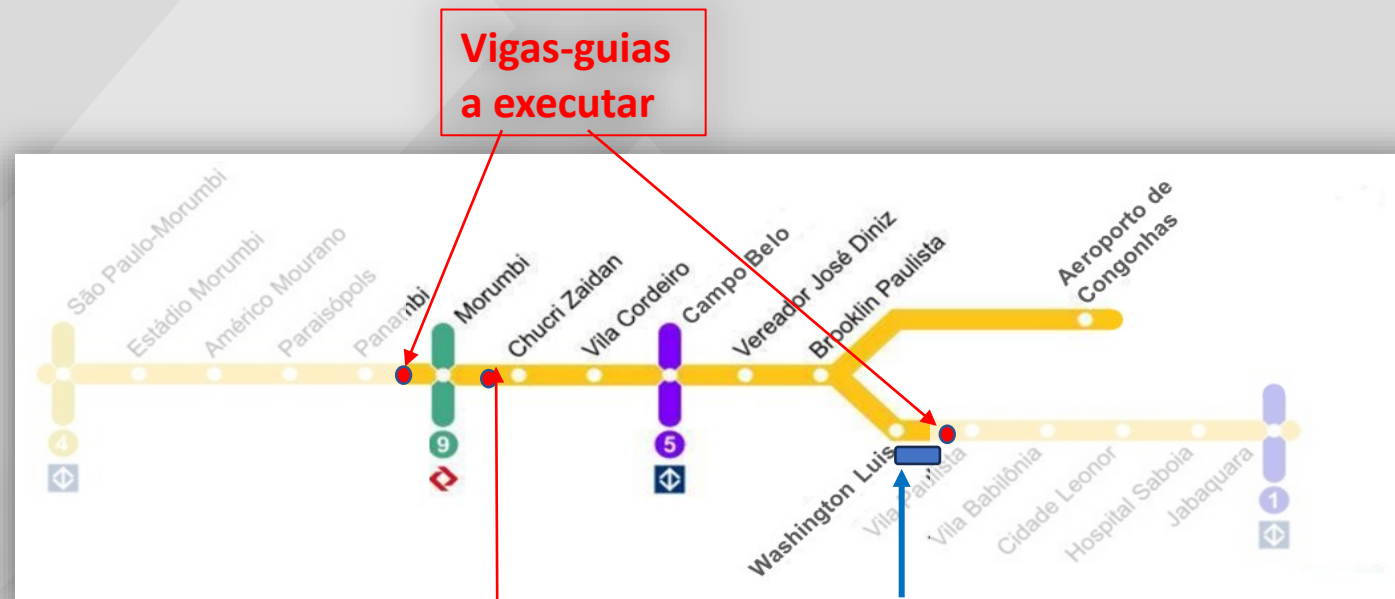 Vigas-guias
a executar
São Paulo-Morumbi
Estádio Morumbi
Américo Mourano
Paraisópolis
Panambi
Morumbi
Chucri Zaidan
Vila Cordeiro
Campo Belo
Vereador José Diniz
Brooklin Paulista
Aeroporto de
Congonhas
4
9
5
1
Washington Luis
Vila Paulista
Vila Babilônia
Cidade Leonor
Hospital Saboia
Jabaquara